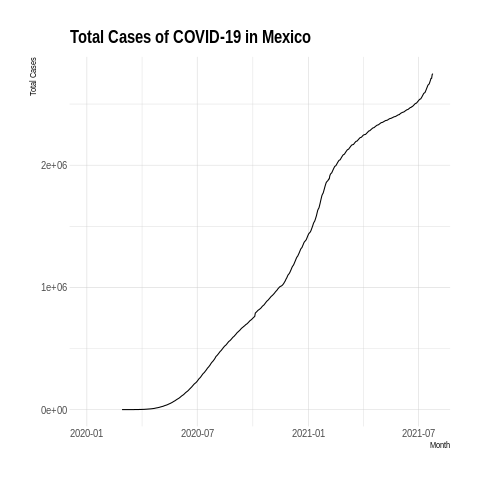 Total Cases of COVID-19 in Mexico
Total Cases
2e+06
1e+06
0e+00
2020-01
2020-07
2021-01
2021-07
Month